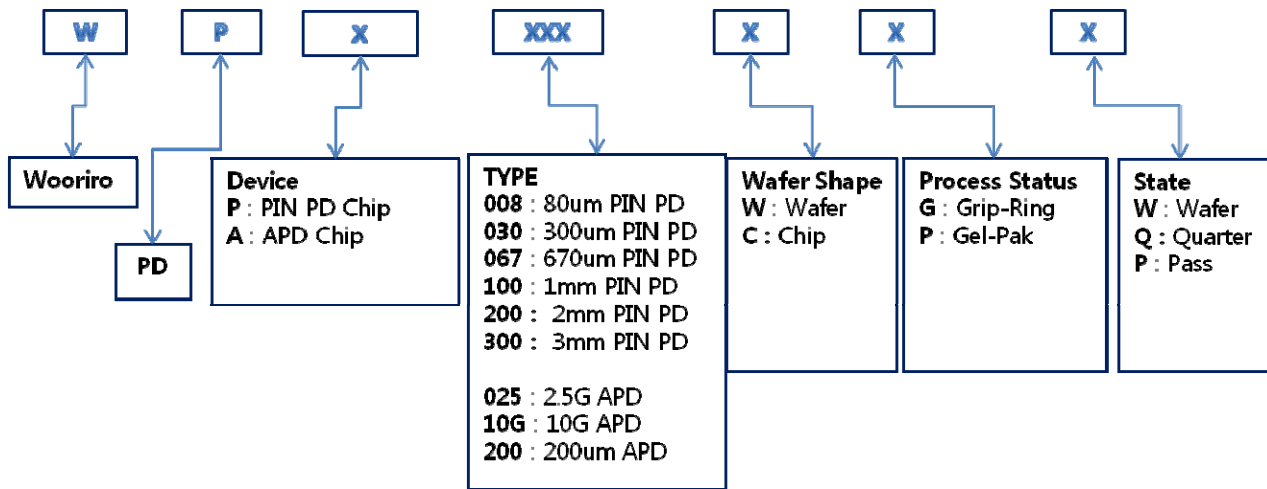 W P X XXX X X X
Wooriro
PD
Device
P : PIN PD Chip
A : APD Chip
TYPE
008 : 80um PIN PD
030 : 300um PIN PD
067 : 670um PIN PD
100 : 1mm PIN PD
200 : 2mm PIN PD
300 : 3mm PIN PD
025 : 2.5G APD
10G : 10G APD
200 : 200um APD
Wafer Shape
W : Wafer
C : Chip
Process Status
G : Grip-Ring
P : Gel-Pak
State
W : Wafer
Q : Quarter
P : Pass